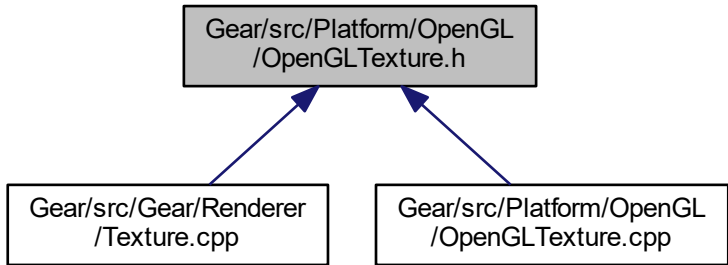 Gear/src/Platform/OpenGL
/OpenGLTexture.h
Gear/src/Gear/Renderer
/Texture.cpp
Gear/src/Platform/OpenGL
/OpenGLTexture.cpp